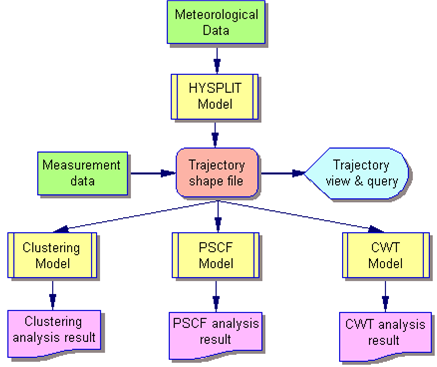 Meteorological
Data
HYSPLIT
Model
Measurement
data
Trajectory
shape file
Trajectory
view & query
Clustering
Model
PSCF
Model
CWT
Model
Clustering
analysis result
PSCF analysis
result
CWT analysis
result